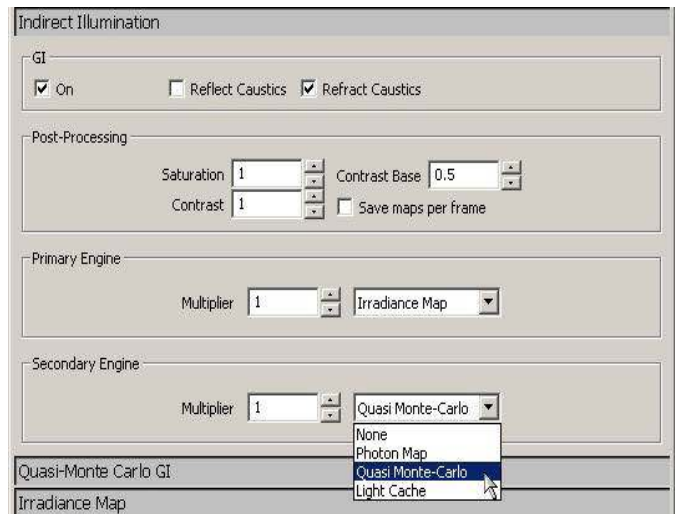 Indirect Illumination
GI
On Reflect Caustics Refract Caustics
Post-Processing
Saturation 1 Contrast Base 0.5
Contrast 1 Save maps per frame
Primary Engine
Multiplier 1 Irradiance Map
Secondary Engine
Multiplier 1 Quasi Monte-Carlo
None
Photon Map
Quasi Monte-Carlo
Light Cache
Quasi-Monte Carlo GI
Irradiance Map